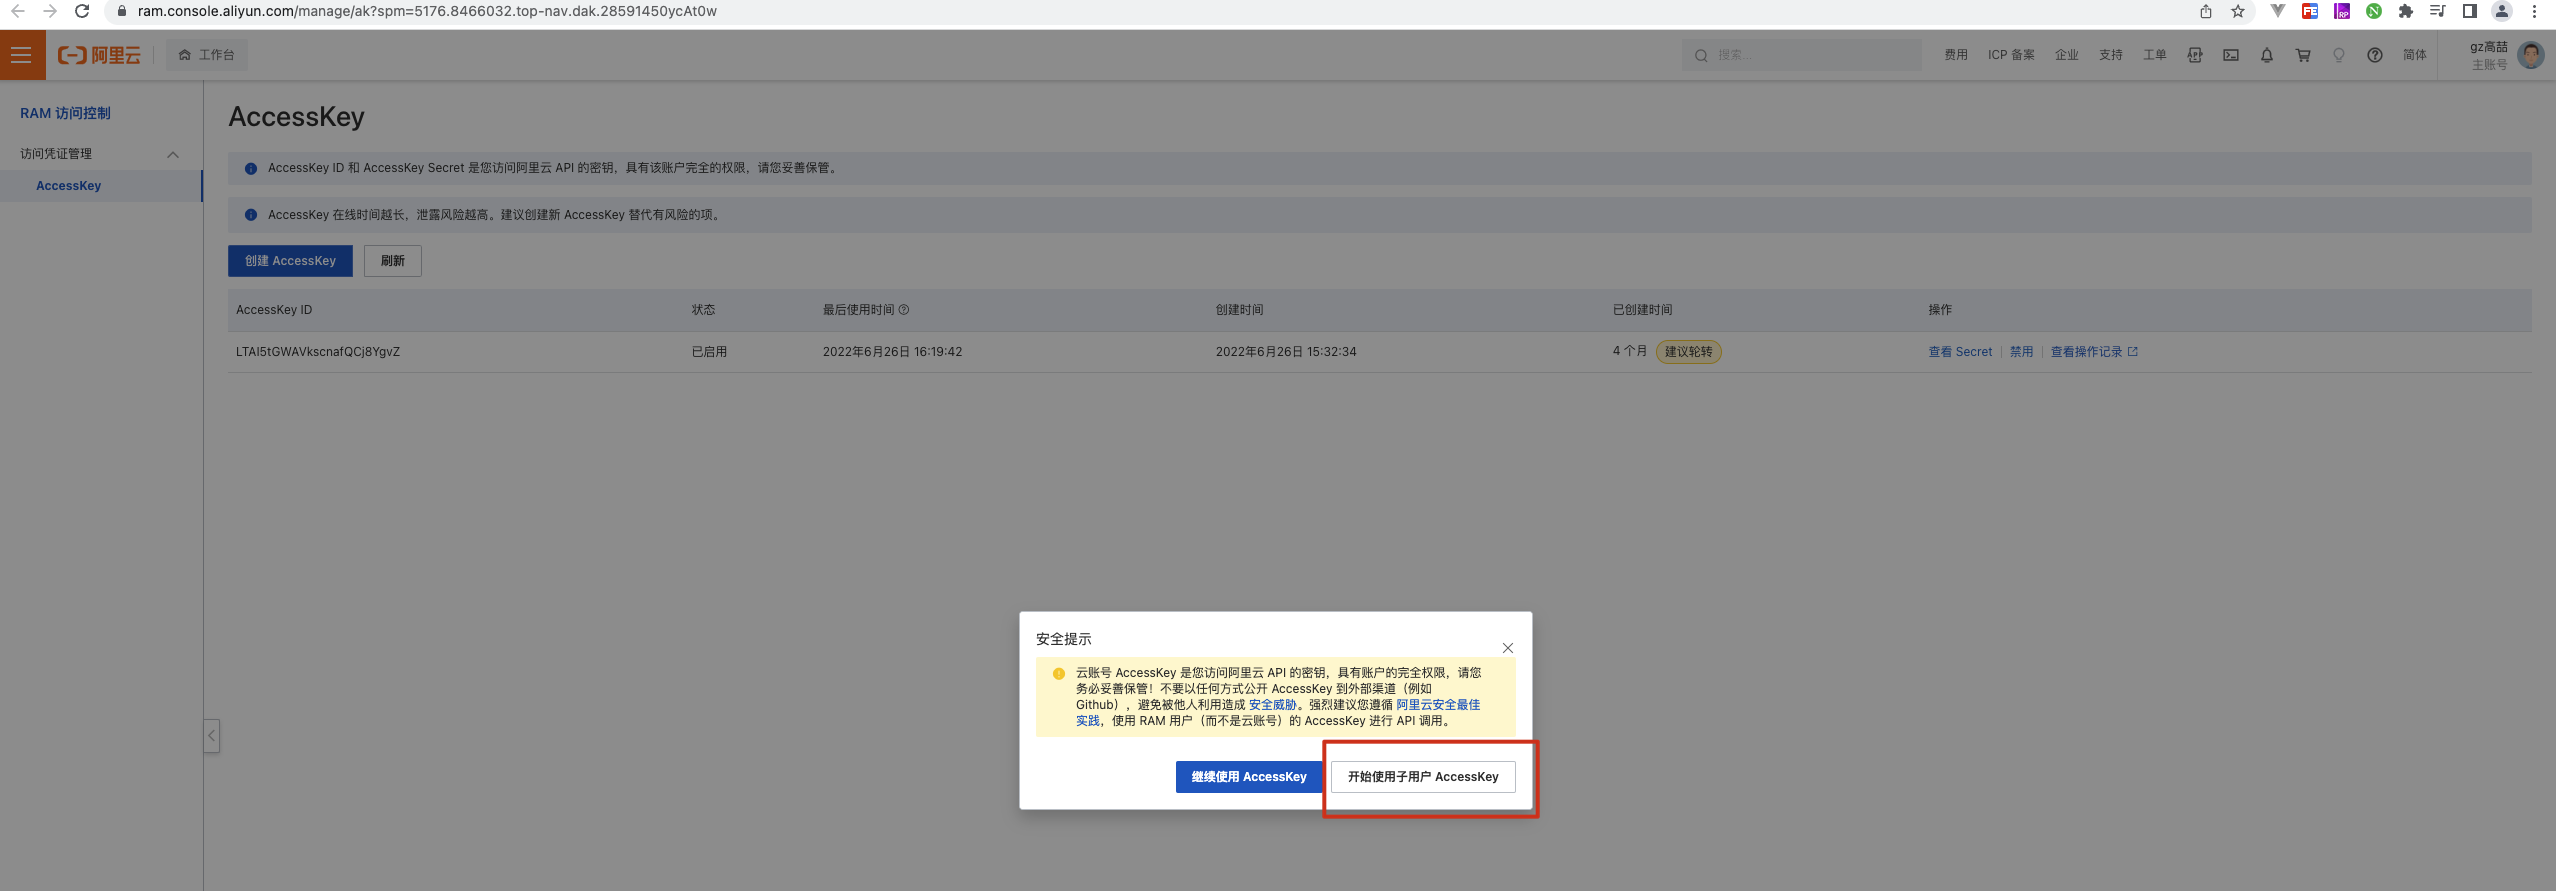 ram.console.aliyun.com/manage/ak?spm=5176.8466032.top-nav.dak.28591450ycAt0w
阿里云
工作台
搜索...
费用
ICP 备案
企业
支持
工单
简体
gz高喆
主账号
RAM 访问控制
访问凭证管理
AccessKey
AccessKey
AccessKey ID 和 AccessKey Secret 是您访问阿里云 API 的密钥，具有该账户完全的权限，请您妥善保管。
AccessKey 在线时间越长，泄露风险越高。建议创建新 AccessKey 替代有风险的项。
创建 AccessKey
刷新
AccessKey ID 状态 最后使用时间 创建时间 已创建时间 操作
LTAI5tGWAVkscnafQCj8YgvZ 已启用 2022年6月26日 16:19:42 2022年6月26日 15:32:34 4 个月 建议轮转 查看 Secret 禁用 查看操作记录
安全提示
云账号 AccessKey 是您访问阿里云 API 的密钥，具有账户的完全权限，请您
务必妥善保管！不要以任何方式公开 AccessKey 到外部渠道（例如
Github），避免被他人利用造成 安全威胁。强烈建议您遵循 阿里云安全最佳
实践，使用 RAM 用户（而不是云账号）的 AccessKey 进行 API 调用。
继续使用 AccessKey
开始使用子用户 AccessKey